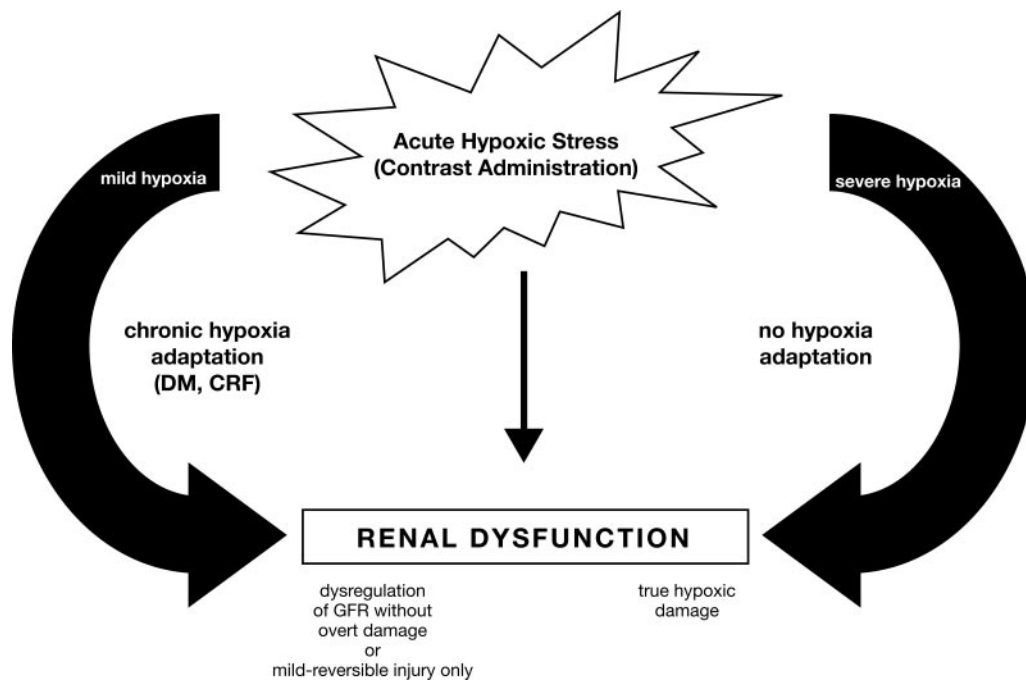 Acute Hypoxic Stress
(Contrast Administration)
mild hypoxia
severe hypoxia
chronic hypoxia
adaptation
(DM, CRF)
no hypoxia
adaptation
RENAL DYSFUNCTION
dysregulation
of GFR without
overt damage
or
mild-reversible injury only
true hypoxic
damage